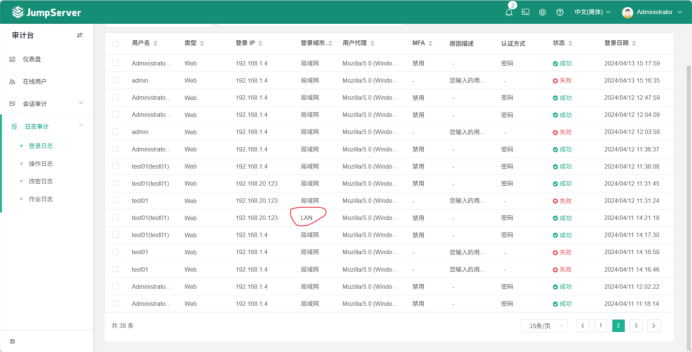 JumpServer
2
中文(简体)
Administrator
审计台
仪表盘
在线用户
会话审计
日志审计
登录日志
操作日志
改密日志
作业日志
用户名 类型 登录 IP 登录城市... 用户代理 MFA 原因描述 认证方式 状态 登录日期
Administrato... Web 192.168.1.4 局域网 Mozilla/5.0 (Windo... 禁用 - 密码 成功 2024/04/13 15:17:59
admin Web 192.168.1.4 局域网 Mozilla/5.0 (Windo... - 您输入的用... - 失败 2024/04/13 15:16:35
Administrato... Web 192.168.1.4 局域网 Mozilla/5.0 (Windo... 禁用 - 密码 成功 2024/04/12 12:47:59
Administrato... Web 192.168.1.4 局域网 Mozilla/5.0 (Windo... 禁用 - 密码 成功 2024/04/12 12:04:09
admin Web 192.168.1.4 局域网 Mozilla/5.0 (Windo... - 您输入的用... - 失败 2024/04/12 12:03:58
Administrato... Web 192.168.1.4 局域网 Mozilla/5.0 (Windo... 禁用 - 密码 成功 2024/04/12 11:36:37
test01(test01) Web 192.168.1.4 局域网 Mozilla/5.0 (Windo... 禁用 - 密码 成功 2024/04/12 11:36:08
test01(test01) Web 192.168.20.123 局域网 Mozilla/5.0 (Windo... 禁用 - 密码 成功 2024/04/12 11:31:45
test01 Web 192.168.20.123 局域网 Mozilla/5.0 (Windo... - 您输入的用... - 失败 2024/04/12 11:31:24
test01(test01) Web 192.168.20.123 LAN Mozilla/5.0 (Windo... 禁用 - 密码 成功 2024/04/11 14:21:18
test01(test01) Web 192.168.1.4 局域网 Mozilla/5.0 (Windo... 禁用 - 密码 成功 2024/04/11 14:17:30
test01 Web 192.168.1.4 局域网 Mozilla/5.0 (Windo... - 您输入的用... - 失败 2024/04/11 14:16:59
test01 Web 192.168.1.4 局域网 Mozilla/5.0 (Windo... - 您输入的用... - 失败 2024/04/11 14:16:46
Administrato... Web 192.168.1.4 局域网 Mozilla/5.0 (Windo... 禁用 - 密码 成功 2024/04/11 12:02:22
Administrato... Web 192.168.1.4 局域网 Mozilla/5.0 (Windo... 禁用 - 密码 成功 2024/04/11 11:18:14
共 38 条
15条/页
1 2 3